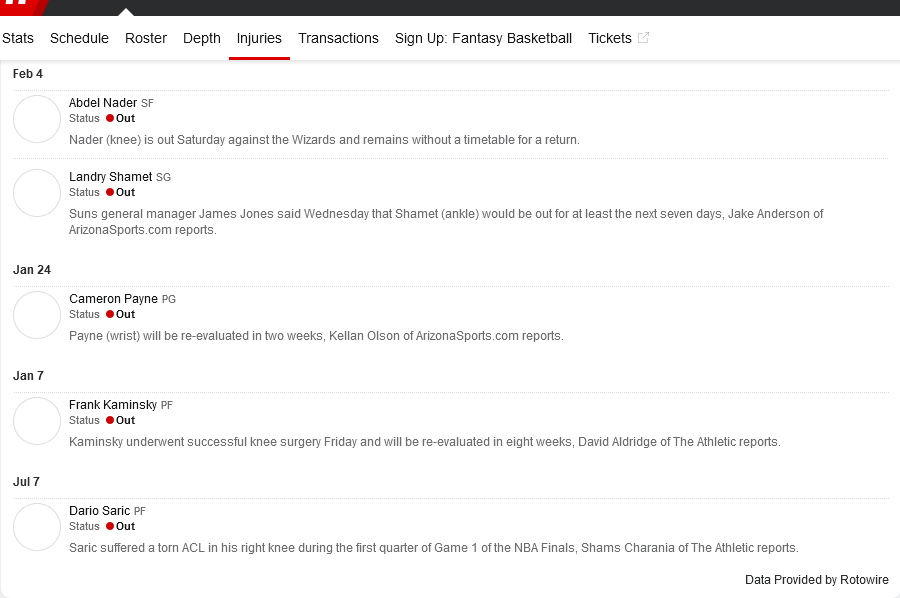 Stats Schedule Roster Depth Injuries Transactions Sign Up: Fantasy Basketball Tickets
Feb 4
Abdel Nader SF
Status Out
Nader (knee) is out Saturday against the Wizards and remains without a timetable for a return.
Landry Shamet SG
Status Out
Suns general manager James Jones said Wednesday that Shamet (ankle) would be out for at least the next seven days, Jake Anderson of
ArizonaSports.com reports.
Jan 24
Cameron Payne PG
Status Out
Payne (wrist) will be re-evaluated in two weeks, Kellan Olson of ArizonaSports.com reports.
Jan 7
Frank Kaminsky PF
Status Out
Kaminsky underwent successful knee surgery Friday and will be re-evaluated in eight weeks, David Aldridge of The Athletic reports.
Jul 7
Dario Saric PF
Status Out
Saric suffered a torn ACL in his right knee during the first quarter of Game 1 of the NBA Finals, Shams Charania of The Athletic reports.
Data Provided by Rotowire